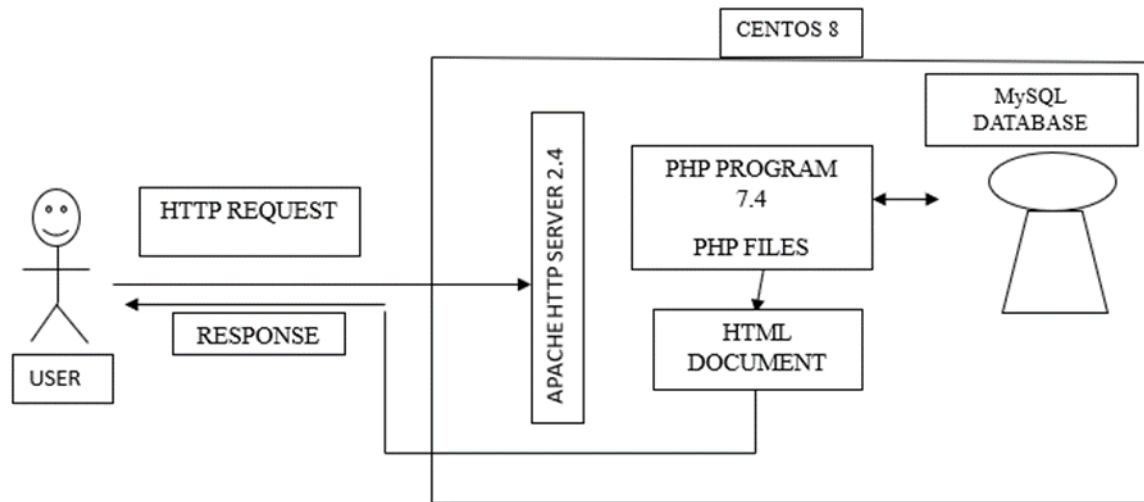 CENTOS 8
MySQL
DATABASE
APACHE HTTP SERVER 2.4
PHP PROGRAM
7.4
PHP FILES
HTTP REQUEST
RESPONSE
HTML
DOCUMENT
USER